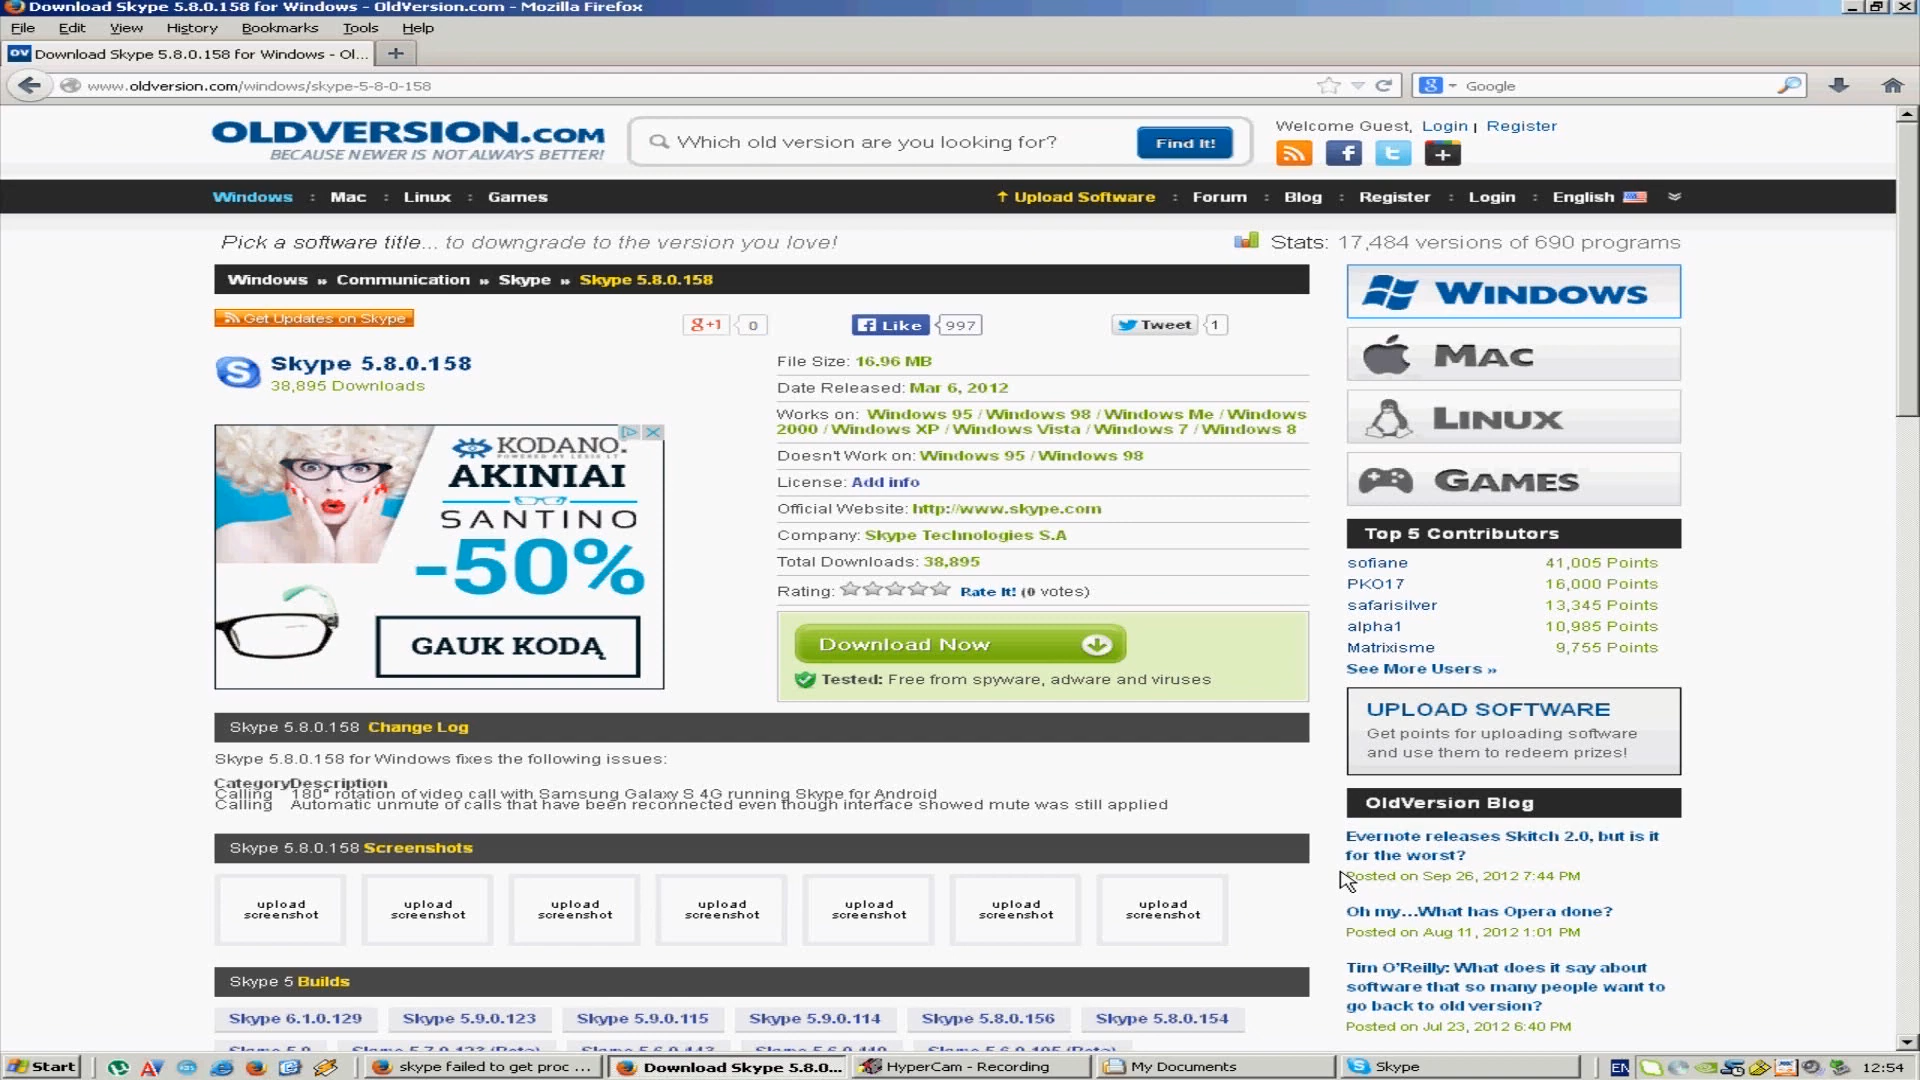 Download Skype 5.8.0.158 for Windows - OldVersion.com - Mozilla Firefox
File Edit View History Bookmarks Tools Help
Download Skype 5.8.0.158 for Windows - Ol...
www.oldversion.com/windows/skype-5-8-0-158
Google
OLDVERSION.COM
BECAUSE NEWER IS NOT ALWAYS BETTER!
Which old version are you looking for?
Find It!
Welcome Guest, Login | Register
Windows : Mac : Linux : Games
Upload Software : Forum : Blog : Register : Login : English
Pick a software title... to downgrade to the version you love!
Stats: 17,484 versions of 690 programs
Windows » Communication » Skype » Skype 5.8.0.158
Get Updates on Skype
g+1 0
Like 997
Tweet 1
Skype 5.8.0.158
38,895 Downloads
KODANO.
AKINIAI
SANTINO
-50%
GAUK KODĄ
File Size: 16.96 MB
Date Released: Mar 6, 2012
Works on: Windows 95 / Windows 98 / Windows Me / Windows
2000 / Windows XP / Windows Vista / Windows 7 / Windows 8
Doesn't Work on: Windows 95 / Windows 98
License: Add info
Official Website: http://www.skype.com
Company: Skype Technologies S.A
Total Downloads: 38,895
Rating: Rate It! (0 votes)
Download Now
Tested: Free from spyware, adware and viruses
Skype 5.8.0.158 Change Log
Skype 5.8.0.158 for Windows fixes the following issues:
CategoryDescription
Calling 180° rotation of video call with Samsung Galaxy S 4G running Skype for Android
Calling Automatic unmute of calls that have been reconnected even though interface showed mute was still applied
Skype 5.8.0.158 Screenshots
upload screenshot
upload screenshot
upload screenshot
upload screenshot
upload screenshot
upload screenshot
upload screenshot
Skype 5 Builds
Skype 6.1.0.129
Skype 5.9.0.123
Skype 5.9.0.115
Skype 5.9.0.114
Skype 5.8.0.156
Skype 5.8.0.154
WINDOWS
MAC
LINUX
GAMES
Top 5 Contributors
sofiane 41,005 Points
PKO17 16,000 Points
safarisilver 13,345 Points
alpha1 10,985 Points
Matrixisme 9,755 Points
See More Users »
UPLOAD SOFTWARE
Get points for uploading software
and use them to redeem prizes!
OldVersion Blog
Evernote releases Skitch 2.0, but is it
for the worst?
Posted on Sep 26, 2012 7:44 PM
Oh my...What has Opera done?
Posted on Aug 11, 2012 1:01 PM
Tim O'Reilly: What does it say about
software that so many people want to
go back to old version?
Posted on Jul 23, 2012 6:40 PM
Start
skype failed to get proc ...
Download Skype 5.8.0...
HyperCam - Recording
My Documents
Skype
EN
12:54